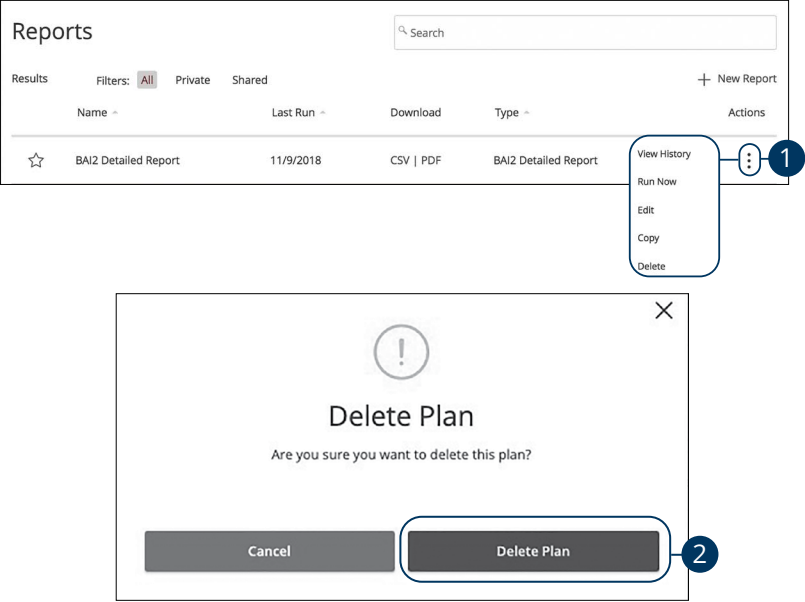 Reports
Search
Results Filters: All Private Shared New Report
Name Last Run Download Type Actions
BAI2 Detailed Report 11/9/2018 CSV | PDF BAI2 Detailed Report
View History
Run Now
Edit
Copy
Delete
1
Delete Plan
Are you sure you want to delete this plan?
Cancel Delete Plan
2